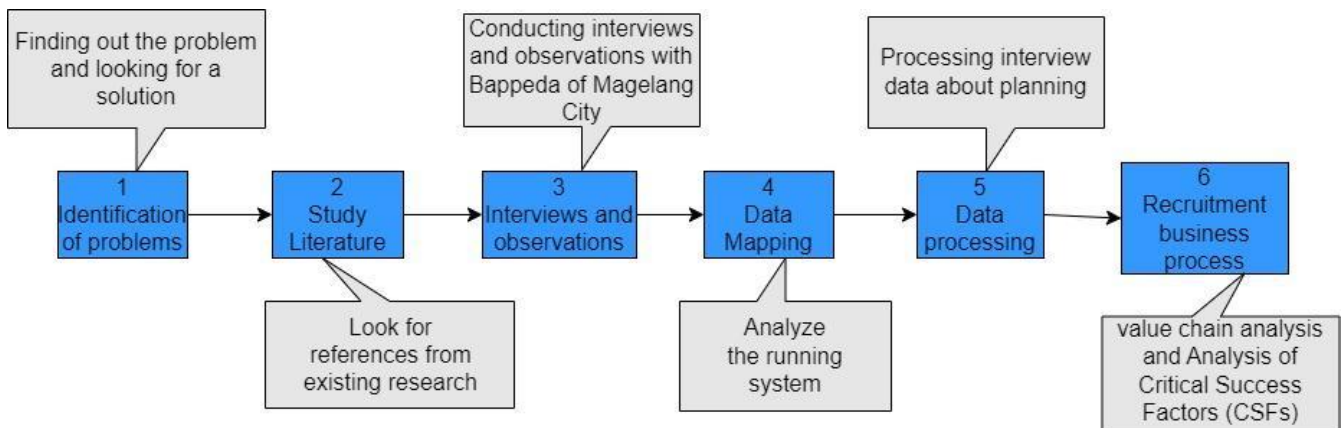 Finding out the problem
and looking for a
solution
Conducting interviews
and observations with
Bappeda of Magelang
City
Processing interview
data about planning
1
Identification
of problems
2
Study
Literature
3
Interviews and
observations
4
Data
Mapping
5
Data
processing
6
Recruitment
business
process
Look for
references from
existing research
Analyze
the running
system
value chain analysis
and Analysis of
Critical Success
Factors (CSFs)